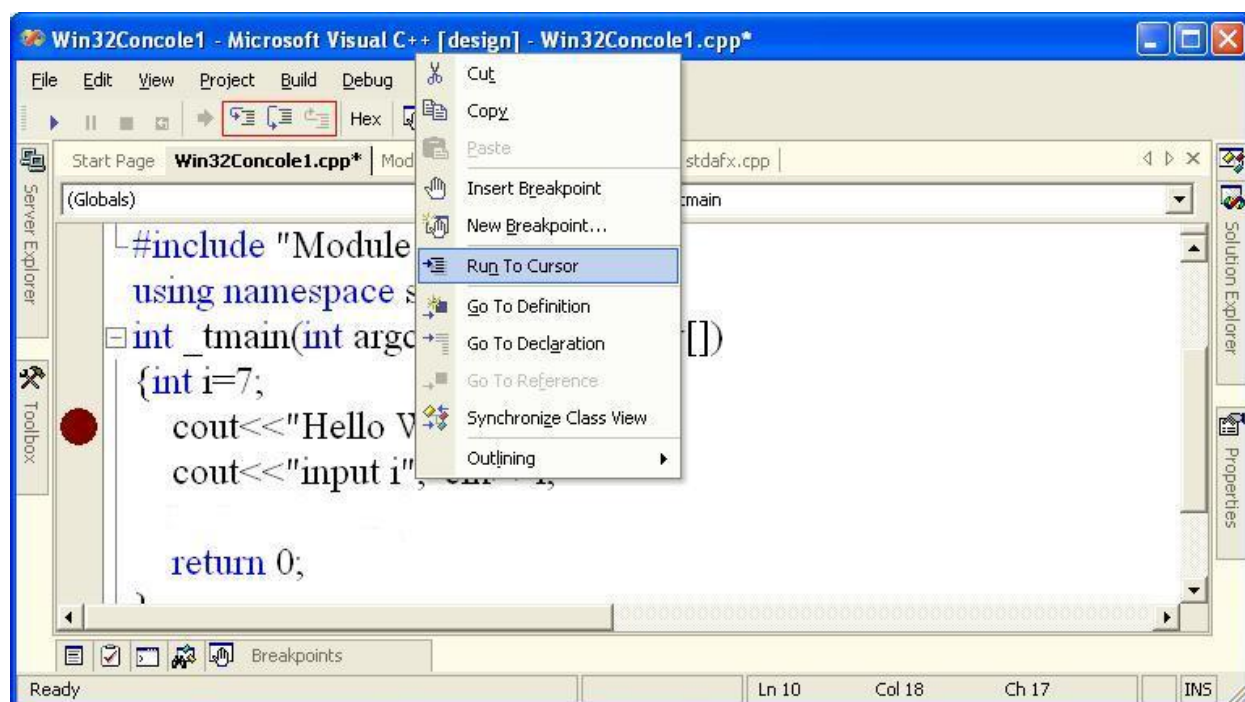 Win32Concole1 - Microsoft Visual C++ [design] - Win32Concole1.cpp*
File Edit View Project Build Debug
Hex
Start Page Win32Concole1.cpp* Mod stdafx.cpp
(Globals) tmain
Server Explorer
Toolbox
#include "Module
using namespace s
int _tmain(int argc []) 
{int i=7;
cout<<"Hello W
cout<<"input i";
return 0;
}
Cut
Copy
Paste
Insert Breakpoint
New Breakpoint...
Run To Cursor
Go To Definition
Go To Declaration
Go To Reference
Synchronize Class View
Outlining
Solution Explorer
Properties
Breakpoints
Ready Ln 10 Col 18 Ch 17 INS